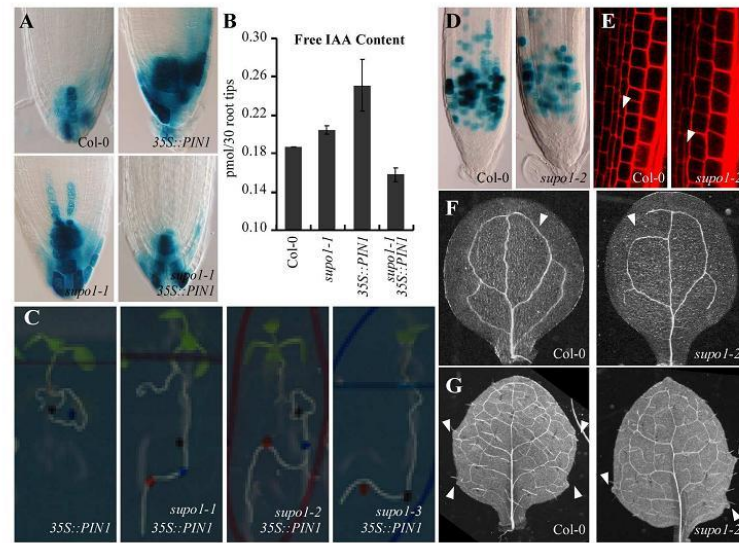 A
Col-0
35S::PIN1
supo1-1
supo1-1
35S::PIN1
B
Free IAA Content
pmol/30 root tips
0.30
0.26
0.22
0.18
0.14
0.10
Col-0
supo1-1
35S::PIN1
supo1-1
35S::PIN1
C
35S::PIN1
supo1-1
35S::PIN1
supo1-2
35S::PIN1
supo1-3
35S::PIN1
D
Col-0
supo1-2
E
Col-0
supo1-2
F
Col-0
supo1-2
G
Col-0
supo1-2